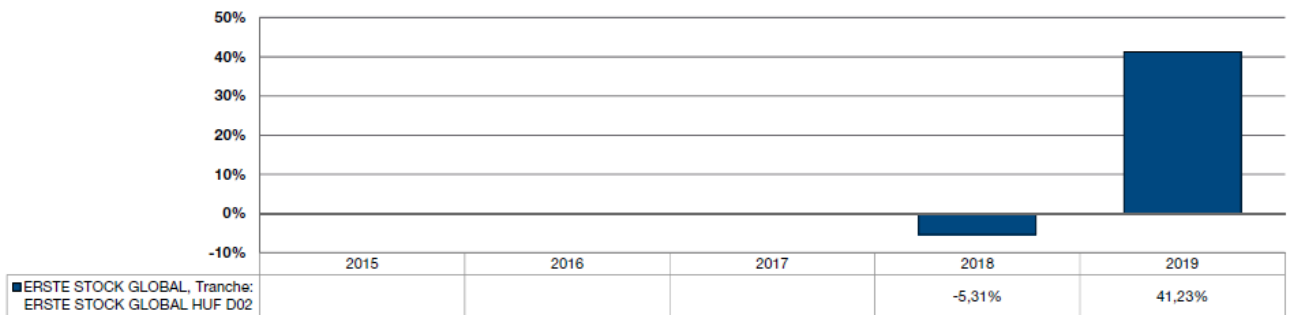 50%
40%
30%
20%
10%
0%
-10%
2015 2016 2017 2018 2019
ERSTE STOCK GLOBAL, Tranche:
ERSTE STOCK GLOBAL HUF D02
-5,31% 41,23%